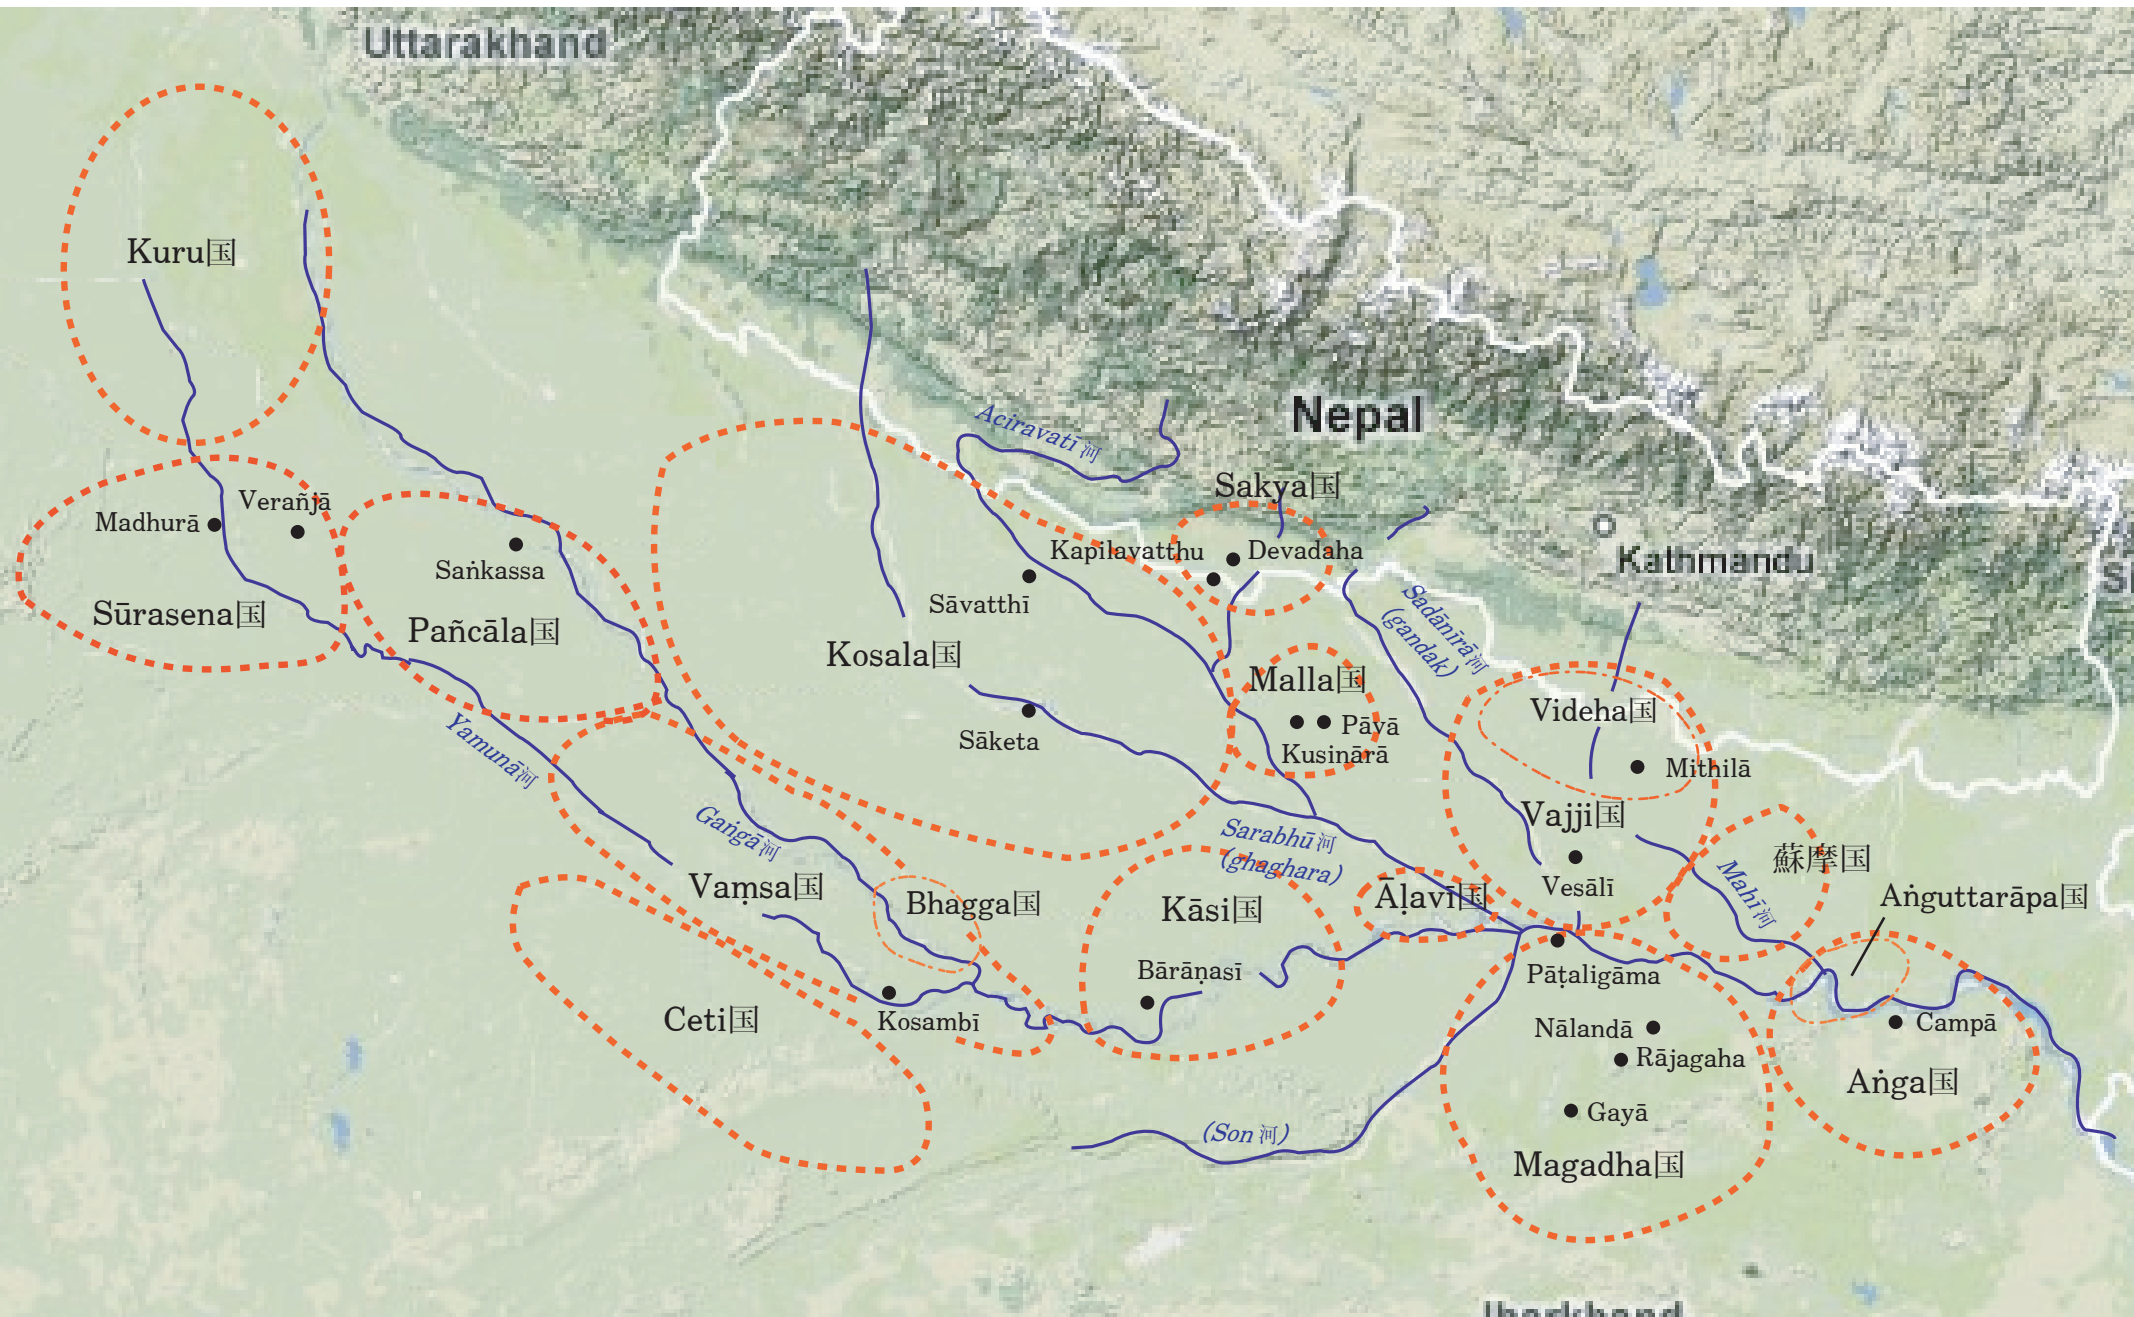 Uttarakhand
Kuru国
Nepal
Aciravatī河
Sakya国
Verañjā
Madhurā
Kapilavatthu
Devadaha
Kathmandu
Saṅkassa
Sāvatthī
Sūrasena国
Pañcāla国
Kosala国
Sadānīrā河
(gandak)
Malla国
Videha国
Pāvā
Kusinārā
Sāketa
Mithilā
Yamunā河
Gaṅgā河
Sarabhū河
(ghaghara)
Vajji国
Vesālī
蘇摩国
Mahī河
Aṅguttarāpa国
Vaṃsa国
Bhagga国
Kāsi国
Āḷavī国
Bārāṇasī
Pāṭaligāma
Ceti国
Kosambī
Nālandā
Rājagaha
Campā
Aṅga国
Gayā
(Son 河)
Magadha国
Jharkhand